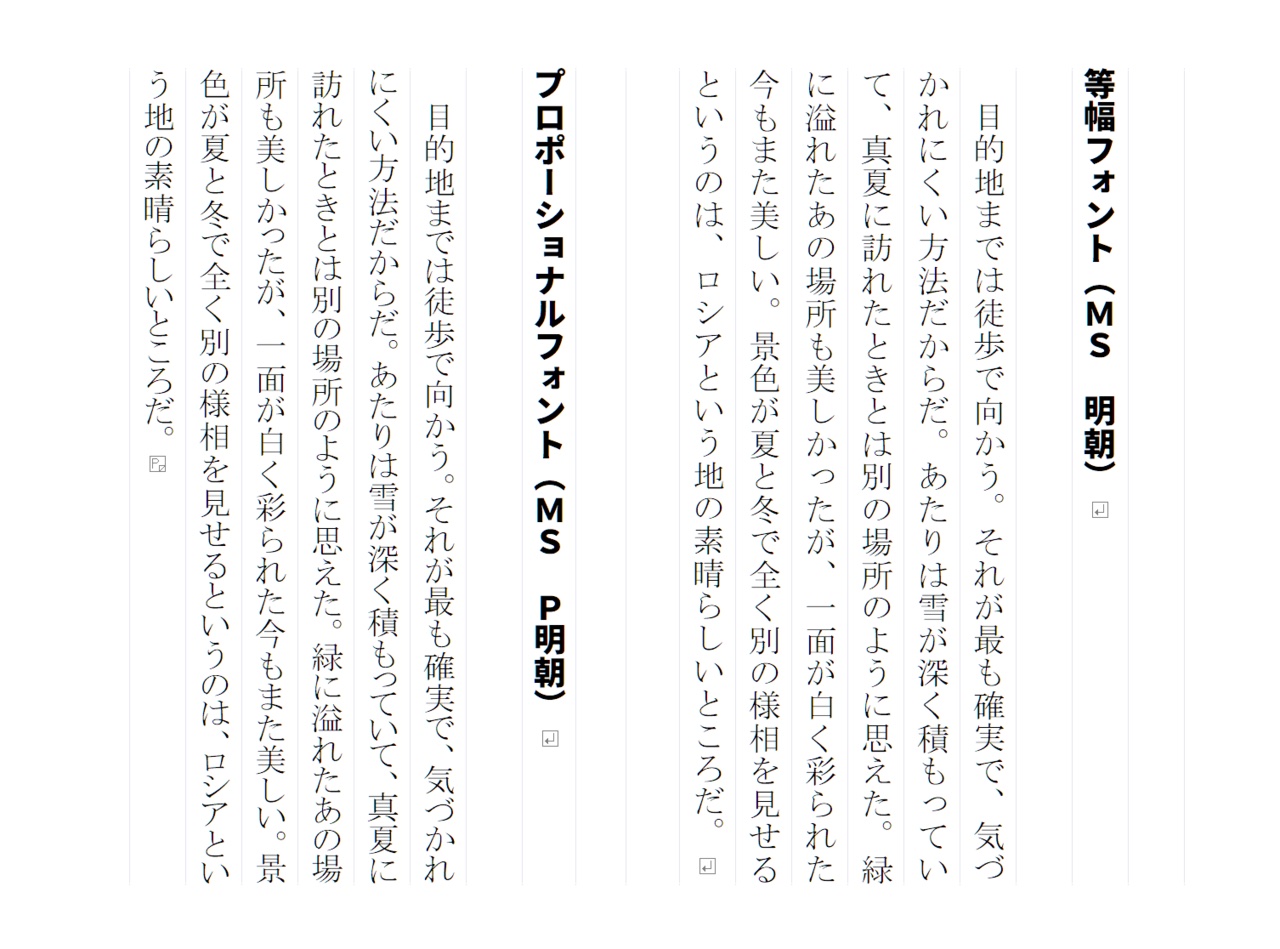 等幅フォント（ＭＳ　明朝）
　目的地までは徒歩で向かう。それが最も確実で、気づ
かれにくい方法だからだ。あたりは雪が深く積もってい
て、真夏に訪れたときとは別の場所のように思えた。緑
に溢れたあの場所も美しかったが、一面が白く彩られた
今もまた美しい。景色が夏と冬で全く別の様相を見せる
というのは、ロシアという地の素晴らしいところだ。
プロポーショナルフォント（ＭＳ　Ｐ明朝）
　目的地までは徒歩で向かう。それが最も確実で、気づかれ
にくい方法だからだ。あたりは雪が深く積もっていて、真夏に
訪れたときとは別の場所のように思えた。緑に溢れたあの場
所も美しかったが、一面が白く彩られた今もまた美しい。景
色が夏と冬で全く別の様相を見せるというのは、ロシアとい
う地の素晴らしいところだ。